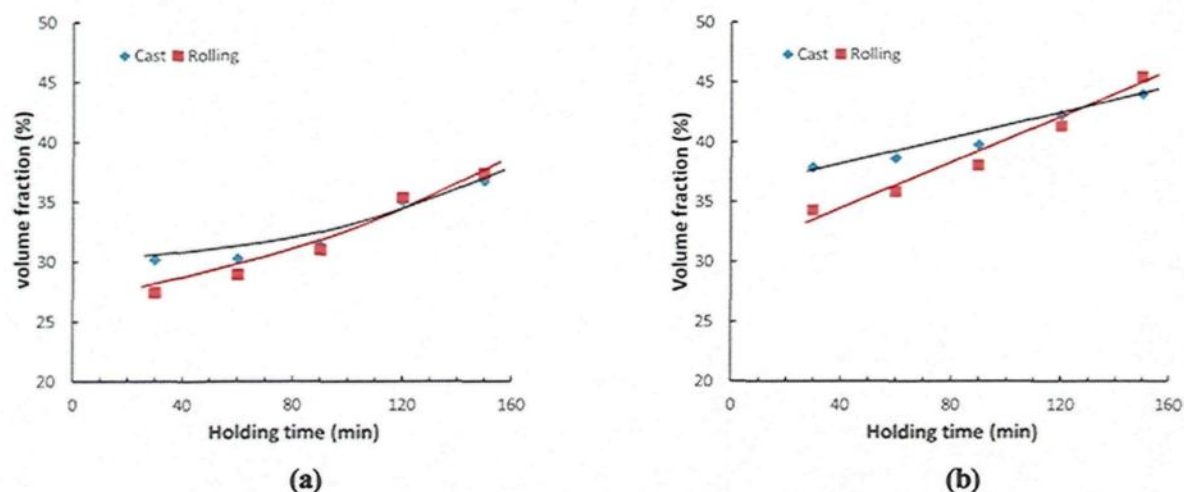 50
45
40
35
30
25
20
0 40 80 120 160
volume fraction (%)
Holding time (min)
Cast Rolling
(a)
50
45
40
35
30
25
20
0 40 80 120 160
Volume fraction (%)
Holding time (min)
Cast Rolling
(b)